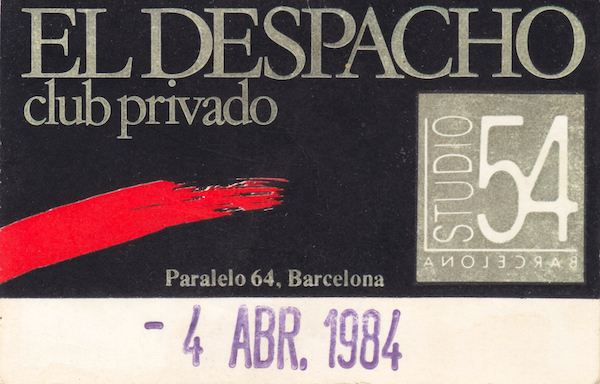 EL DESPACHO
club privado
STUDIO
54
BARCELONA
Paralelo 64, Barcelona
- 4 ABR. 1984